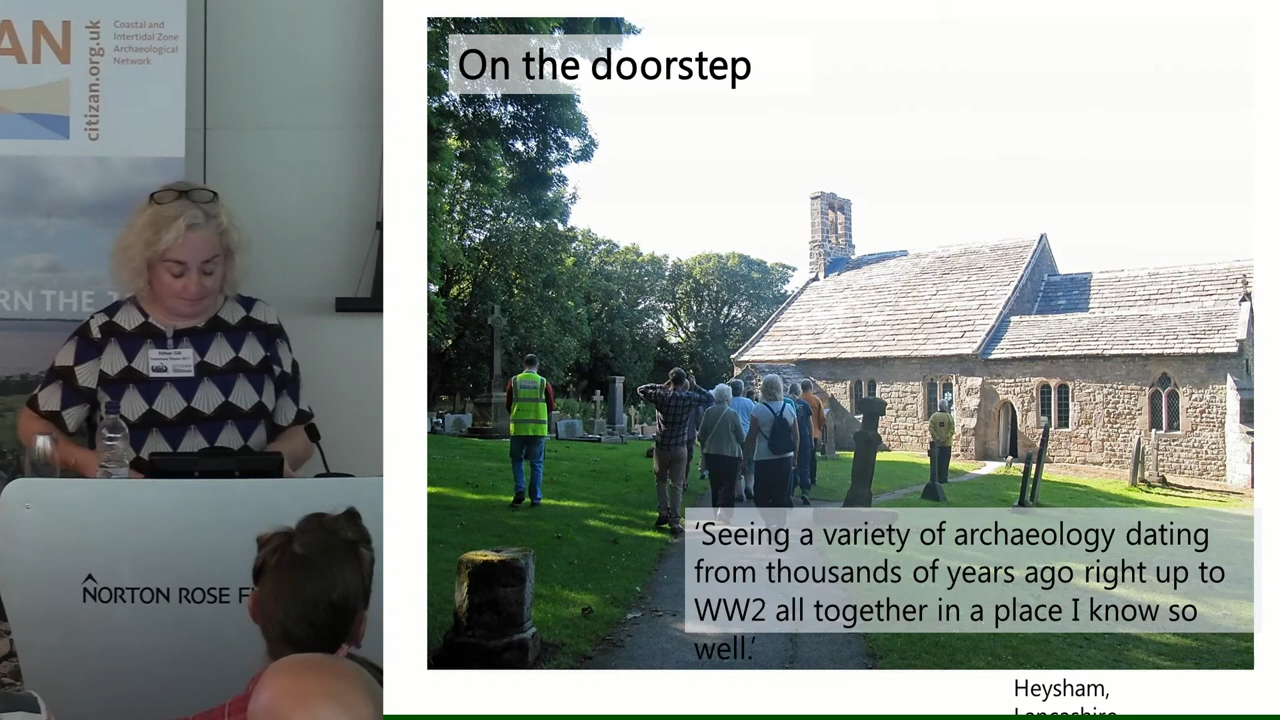 AN
citizan.org.uk
Coastal and
Intertidal Zone
Archaeological
Network
RN THE T
NORTON ROSE F
On the doorstep
'Seeing a variety of archaeology dating
from thousands of years ago right up to
WW2 all together in a place I know so
well.'
Heysham,
Lancashire